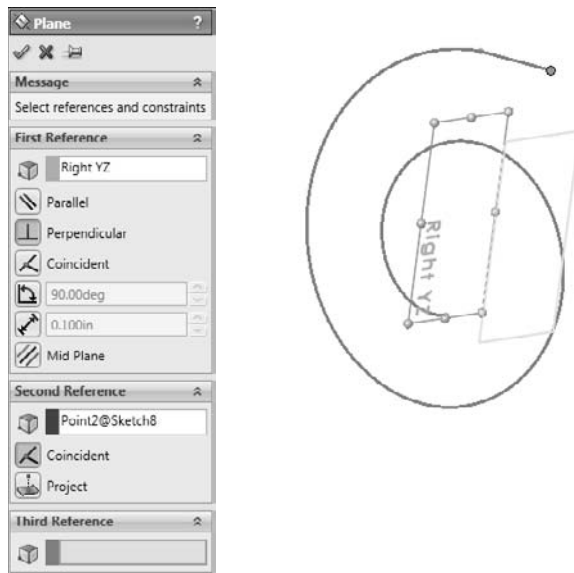 Plane ?
Message
Select references and constraints
First Reference
Right YZ
Parallel
Perpendicular
Coincident
90.00deg
0.100in
Mid Plane
Second Reference
Point2@Sketch8
Coincident
Project
Third Reference
Right YZ